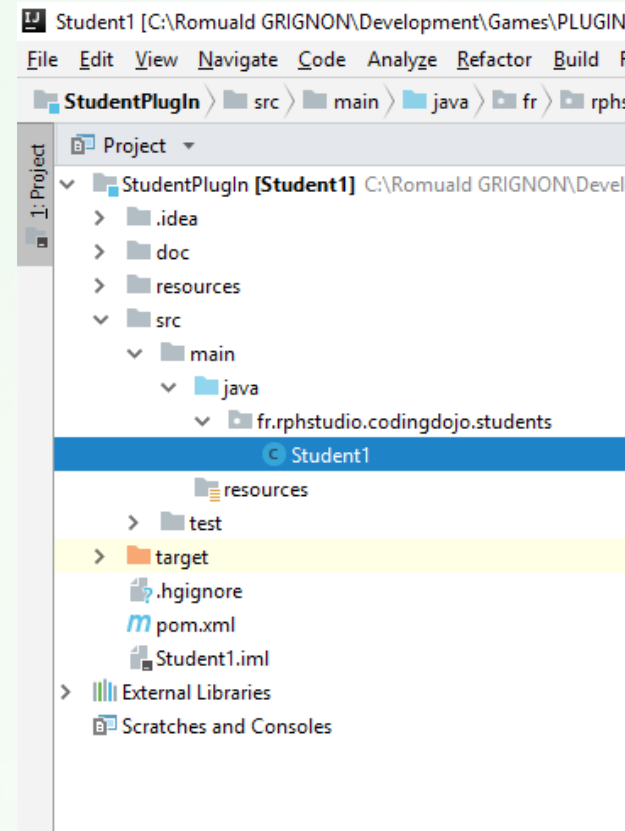 Student1 [C:\Romuald GRIGNON\Development\Games\PLUGIN
File Edit View Navigate Code Analyze Refactor Build
StudentPlugIn src main java fr rphs
1: Project
Project
StudentPlugIn [Student1] C:\Romuald GRIGNON\Devel
.idea
doc
resources
src
main
java
fr.rphstudio.codingdojo.students
C Student1
resources
test
target
.hgignore
m pom.xml
Student1.iml
External Libraries
Scratches and Consoles